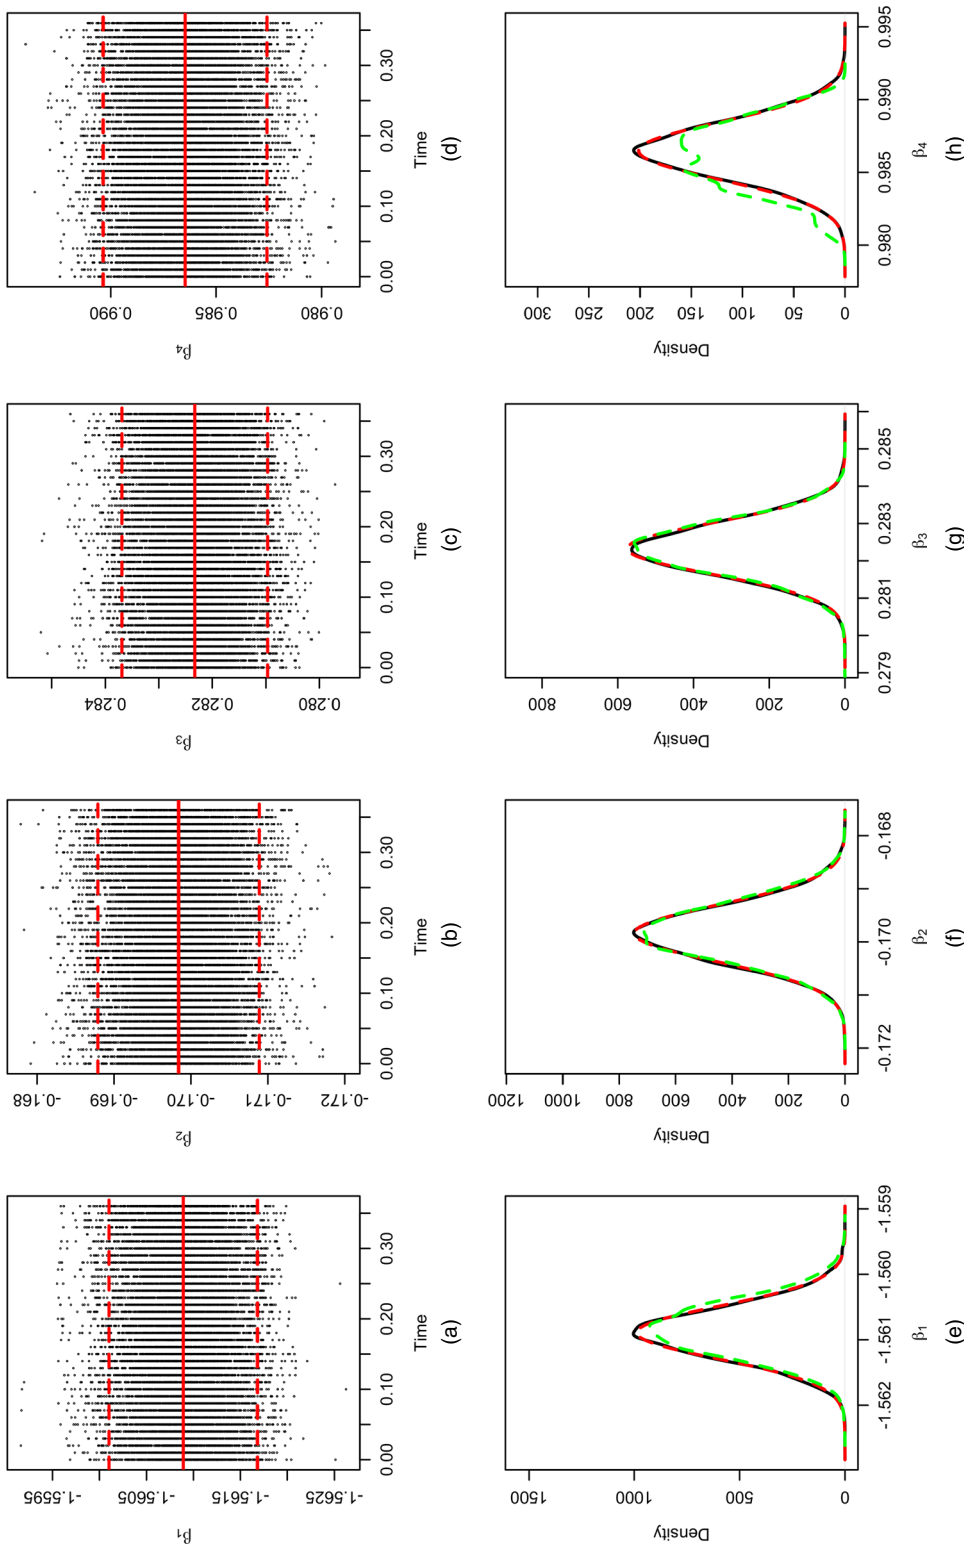 β₁
-1.5595
-1.5605
-1.5615
-1.5625
0.00
0.10
0.20
0.30
Time
(a)
β₂
-0.168
-0.169
-0.170
-0.171
-0.172
0.00
0.10
0.20
0.30
Time
(b)
β₃
0.284
0.282
0.280
0.00
0.10
0.20
0.30
Time
(c)
β₄
0.990
0.985
0.980
0.00
0.10
0.20
0.30
Time
(d)
Density
1500
1000
500
0
-1.562
-1.561
-1.560
-1.559
β₁
(e)
Density
1200
1000
800
600
400
200
0
-0.172
-0.170
-0.168
β₂
(f)
Density
800
600
400
200
0
0.279
0.281
0.283
0.285
β₃
(g)
Density
300
250
200
150
100
50
0
0.980
0.985
0.990
0.995
β₄
(h)